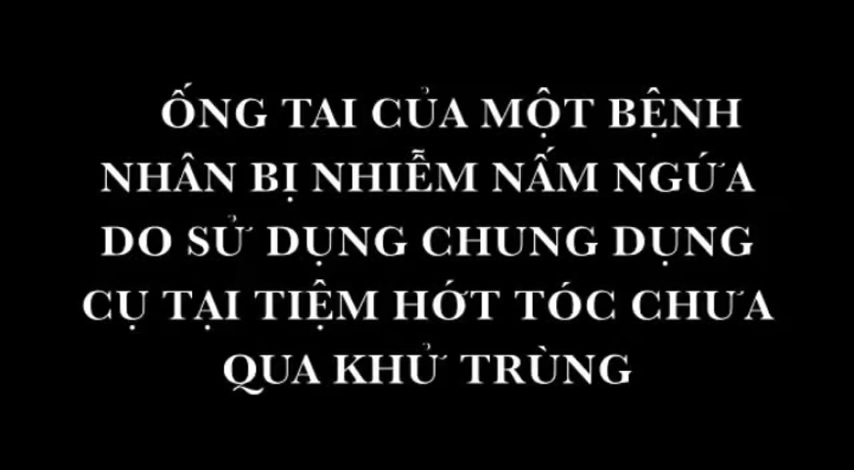 ỐNG TAI CỦA MỘT BỆNH
NHÂN BỊ NHIỄM NẤM NGỨA
DO SỬ DỤNG CHUNG DỤNG
CỤ TẠI TIỆM HỚT TÓC CHƯA
QUA KHỬ TRÙNG